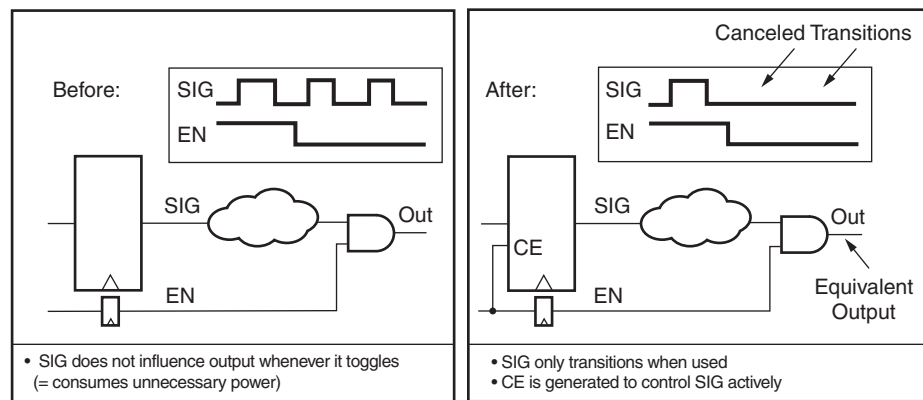 Before:
SIG
EN
SIG
EN
Out
• SIG does not influence output whenever it toggles
(= consumes unnecessary power)
Canceled Transitions
After:
SIG
EN
SIG
CE
EN
Out
Equivalent
Output
• SIG only transitions when used
• CE is generated to control SIG actively